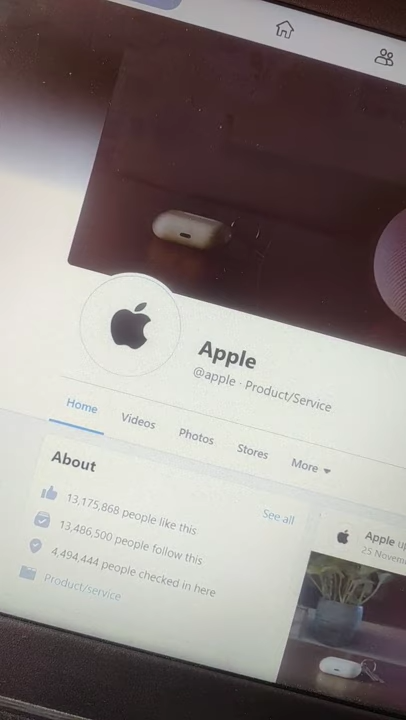 Apple
@apple · Product/Service
Home
Videos
Photos
Stores
More
About
See all
13,175,868 people like this
13,486,500 people follow this
4,494,444 people checked in here
Product/service
Apple
25